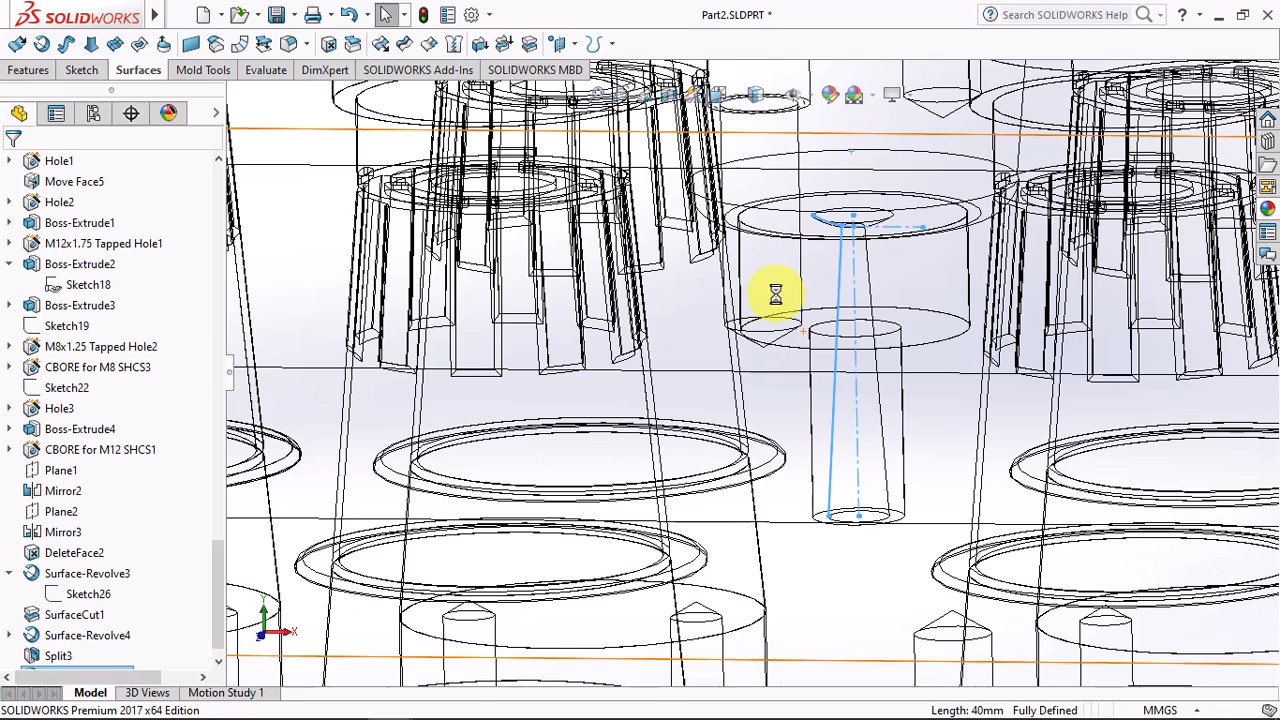 SOLIDWORKS
Part2.SLDPRT *
Search SOLIDWORKS Help
?
Features
Sketch
Surfaces
Mold Tools
Evaluate
DimXpert
SOLIDWORKS Add-Ins
SOLIDWORKS MBD
Hole1
Move Face5
Hole2
Boss-Extrude1
M12x1.75 Tapped Hole1
Boss-Extrude2
Sketch18
Boss-Extrude3
Sketch19
M8x1.25 Tapped Hole2
CBORE for M8 SHCS3
Sketch22
Hole3
Boss-Extrude4
CBORE for M12 SHCS1
Plane1
Mirror2
Plane2
Mirror3
DeleteFace2
Surface-Revolve3
Sketch26
SurfaceCut1
Surface-Revolve4
Split3
Y
X
Z
Model
3D Views
Motion Study 1
SOLIDWORKS Premium 2017 x64 Edition
Length: 40mm
Fully Defined
MMGS